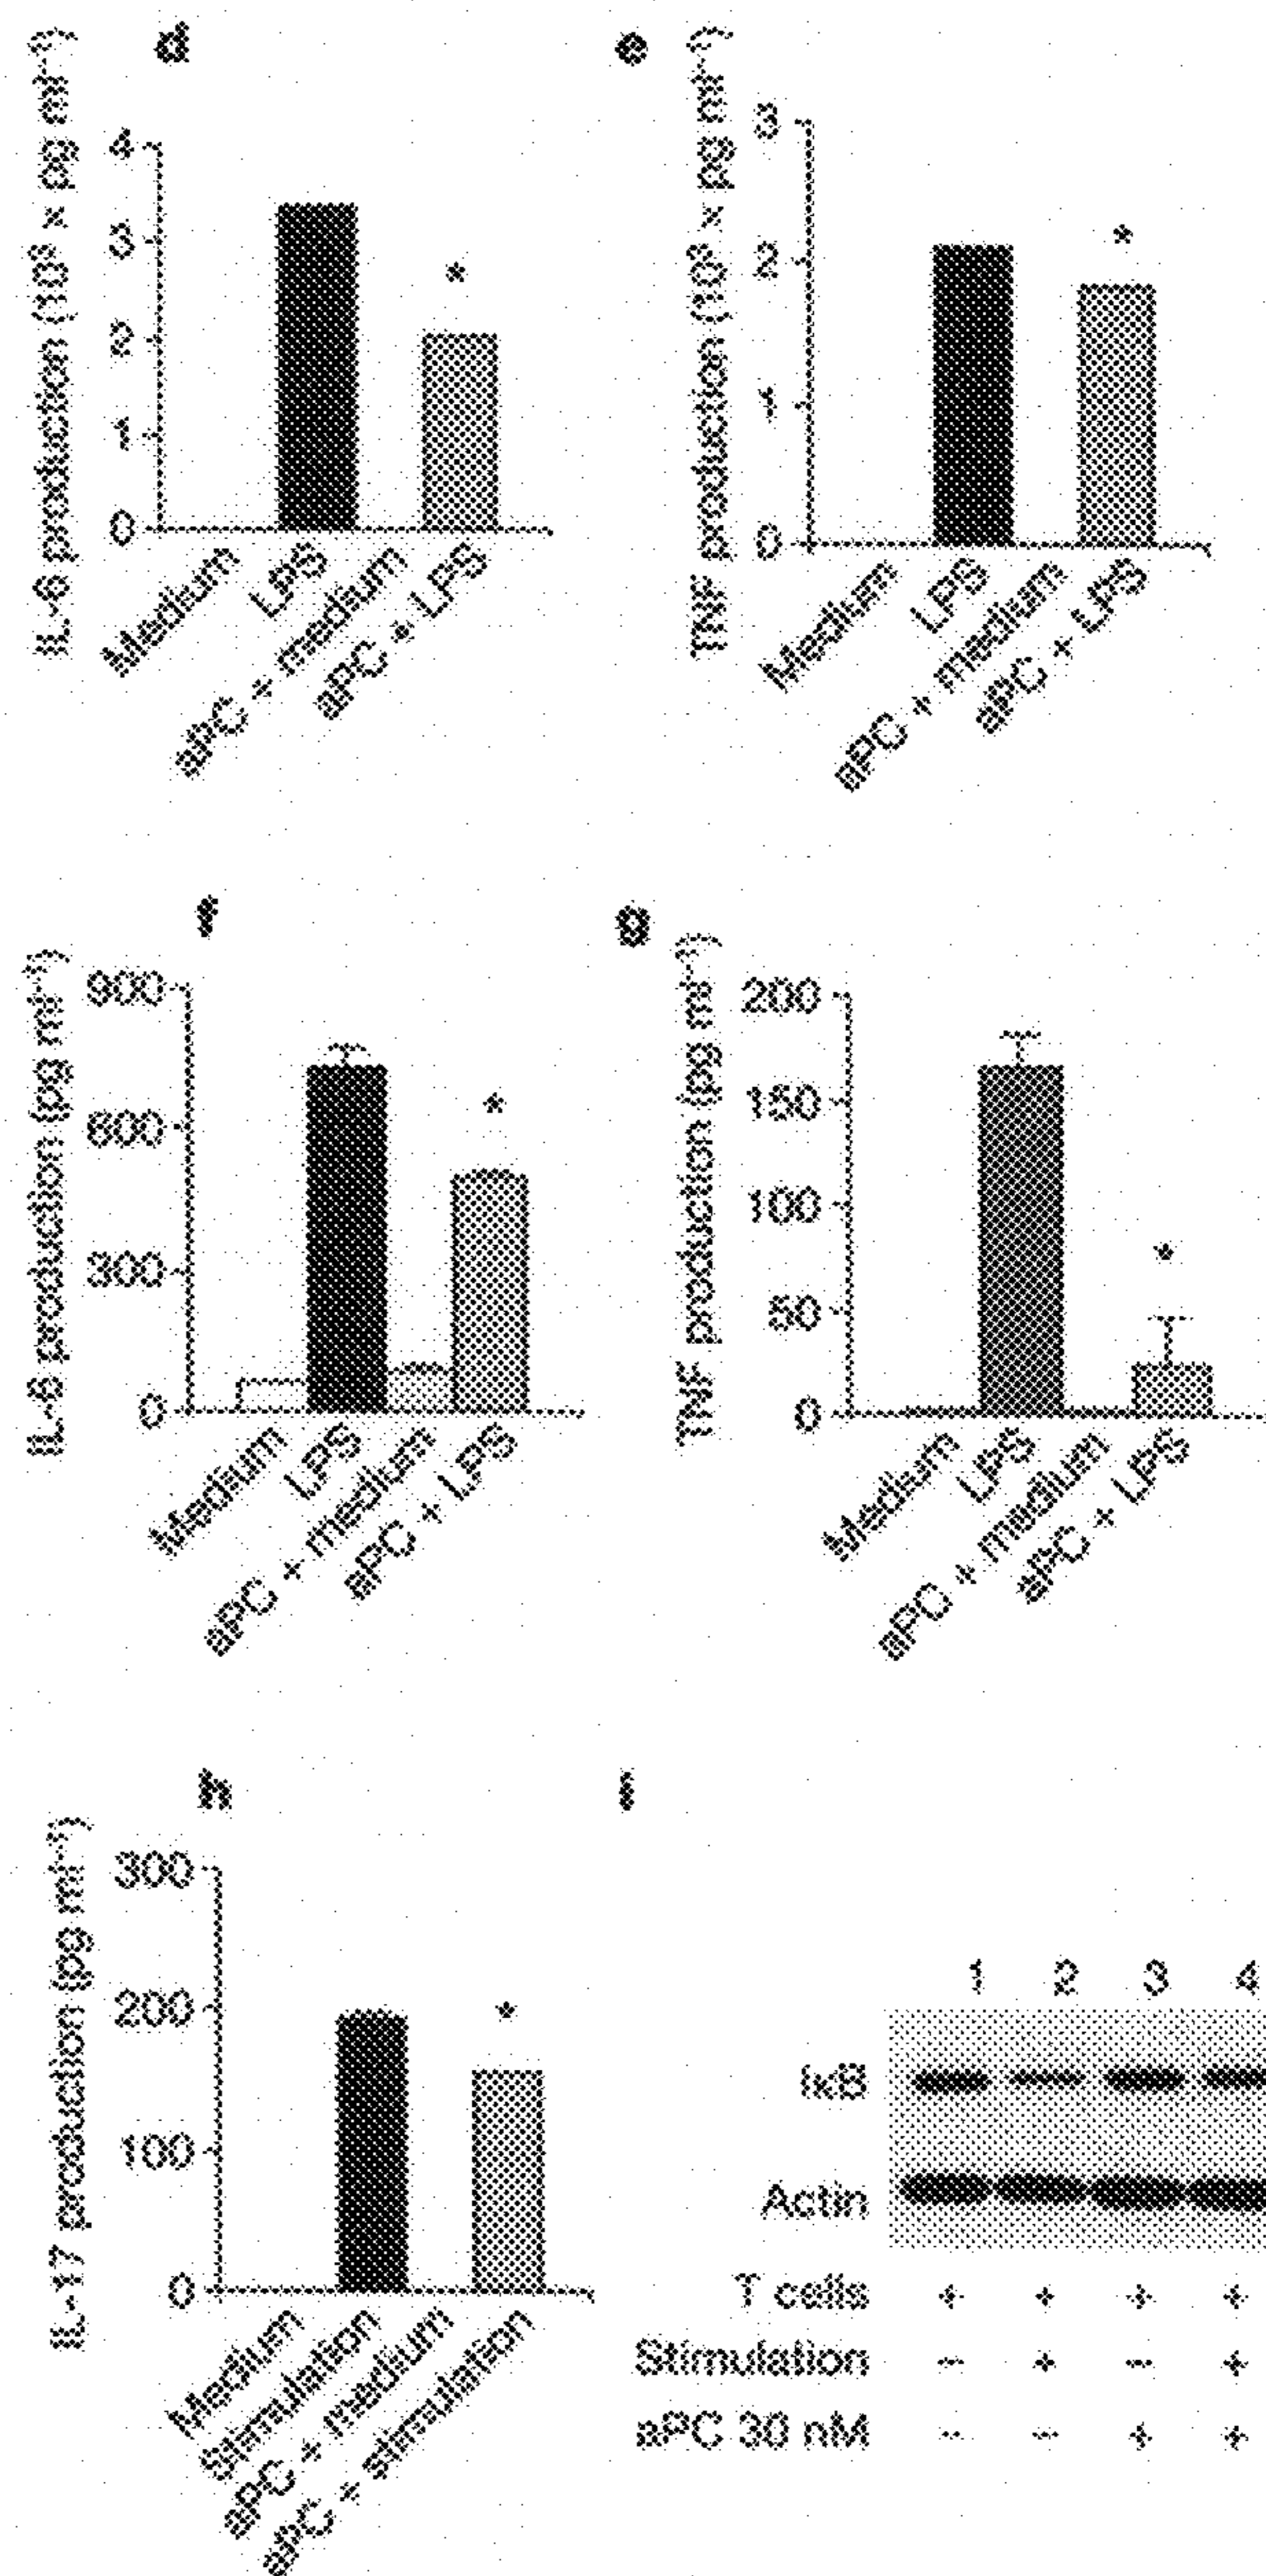 d
IL-6 production (10³ × pg ml⁻¹)
4
3
*
2
1
0
Medium
LPS
aPC + medium
aPC + LPS
e
TNF production (10³ × pg ml⁻¹)
3
*
2
1
0
Medium
LPS
aPC + medium
aPC + LPS
f
IL-6 production (pg ml⁻¹)
900
*
600
300
0
Medium
LPS
aPC + medium
aPC + LPS
g
TNF production (pg ml⁻¹)
200
150
100
*
50
0
Medium
LPS
aPC + medium
aPC + LPS
h
IL-17 production (pg ml⁻¹)
300
200
*
100
0
Medium
Stimulation
aPC + medium
aPC + stimulation
i
1 2 3 4
IκB
Actin
T cells + + + +
Stimulation – + – +
aPC 30 nM – – + +